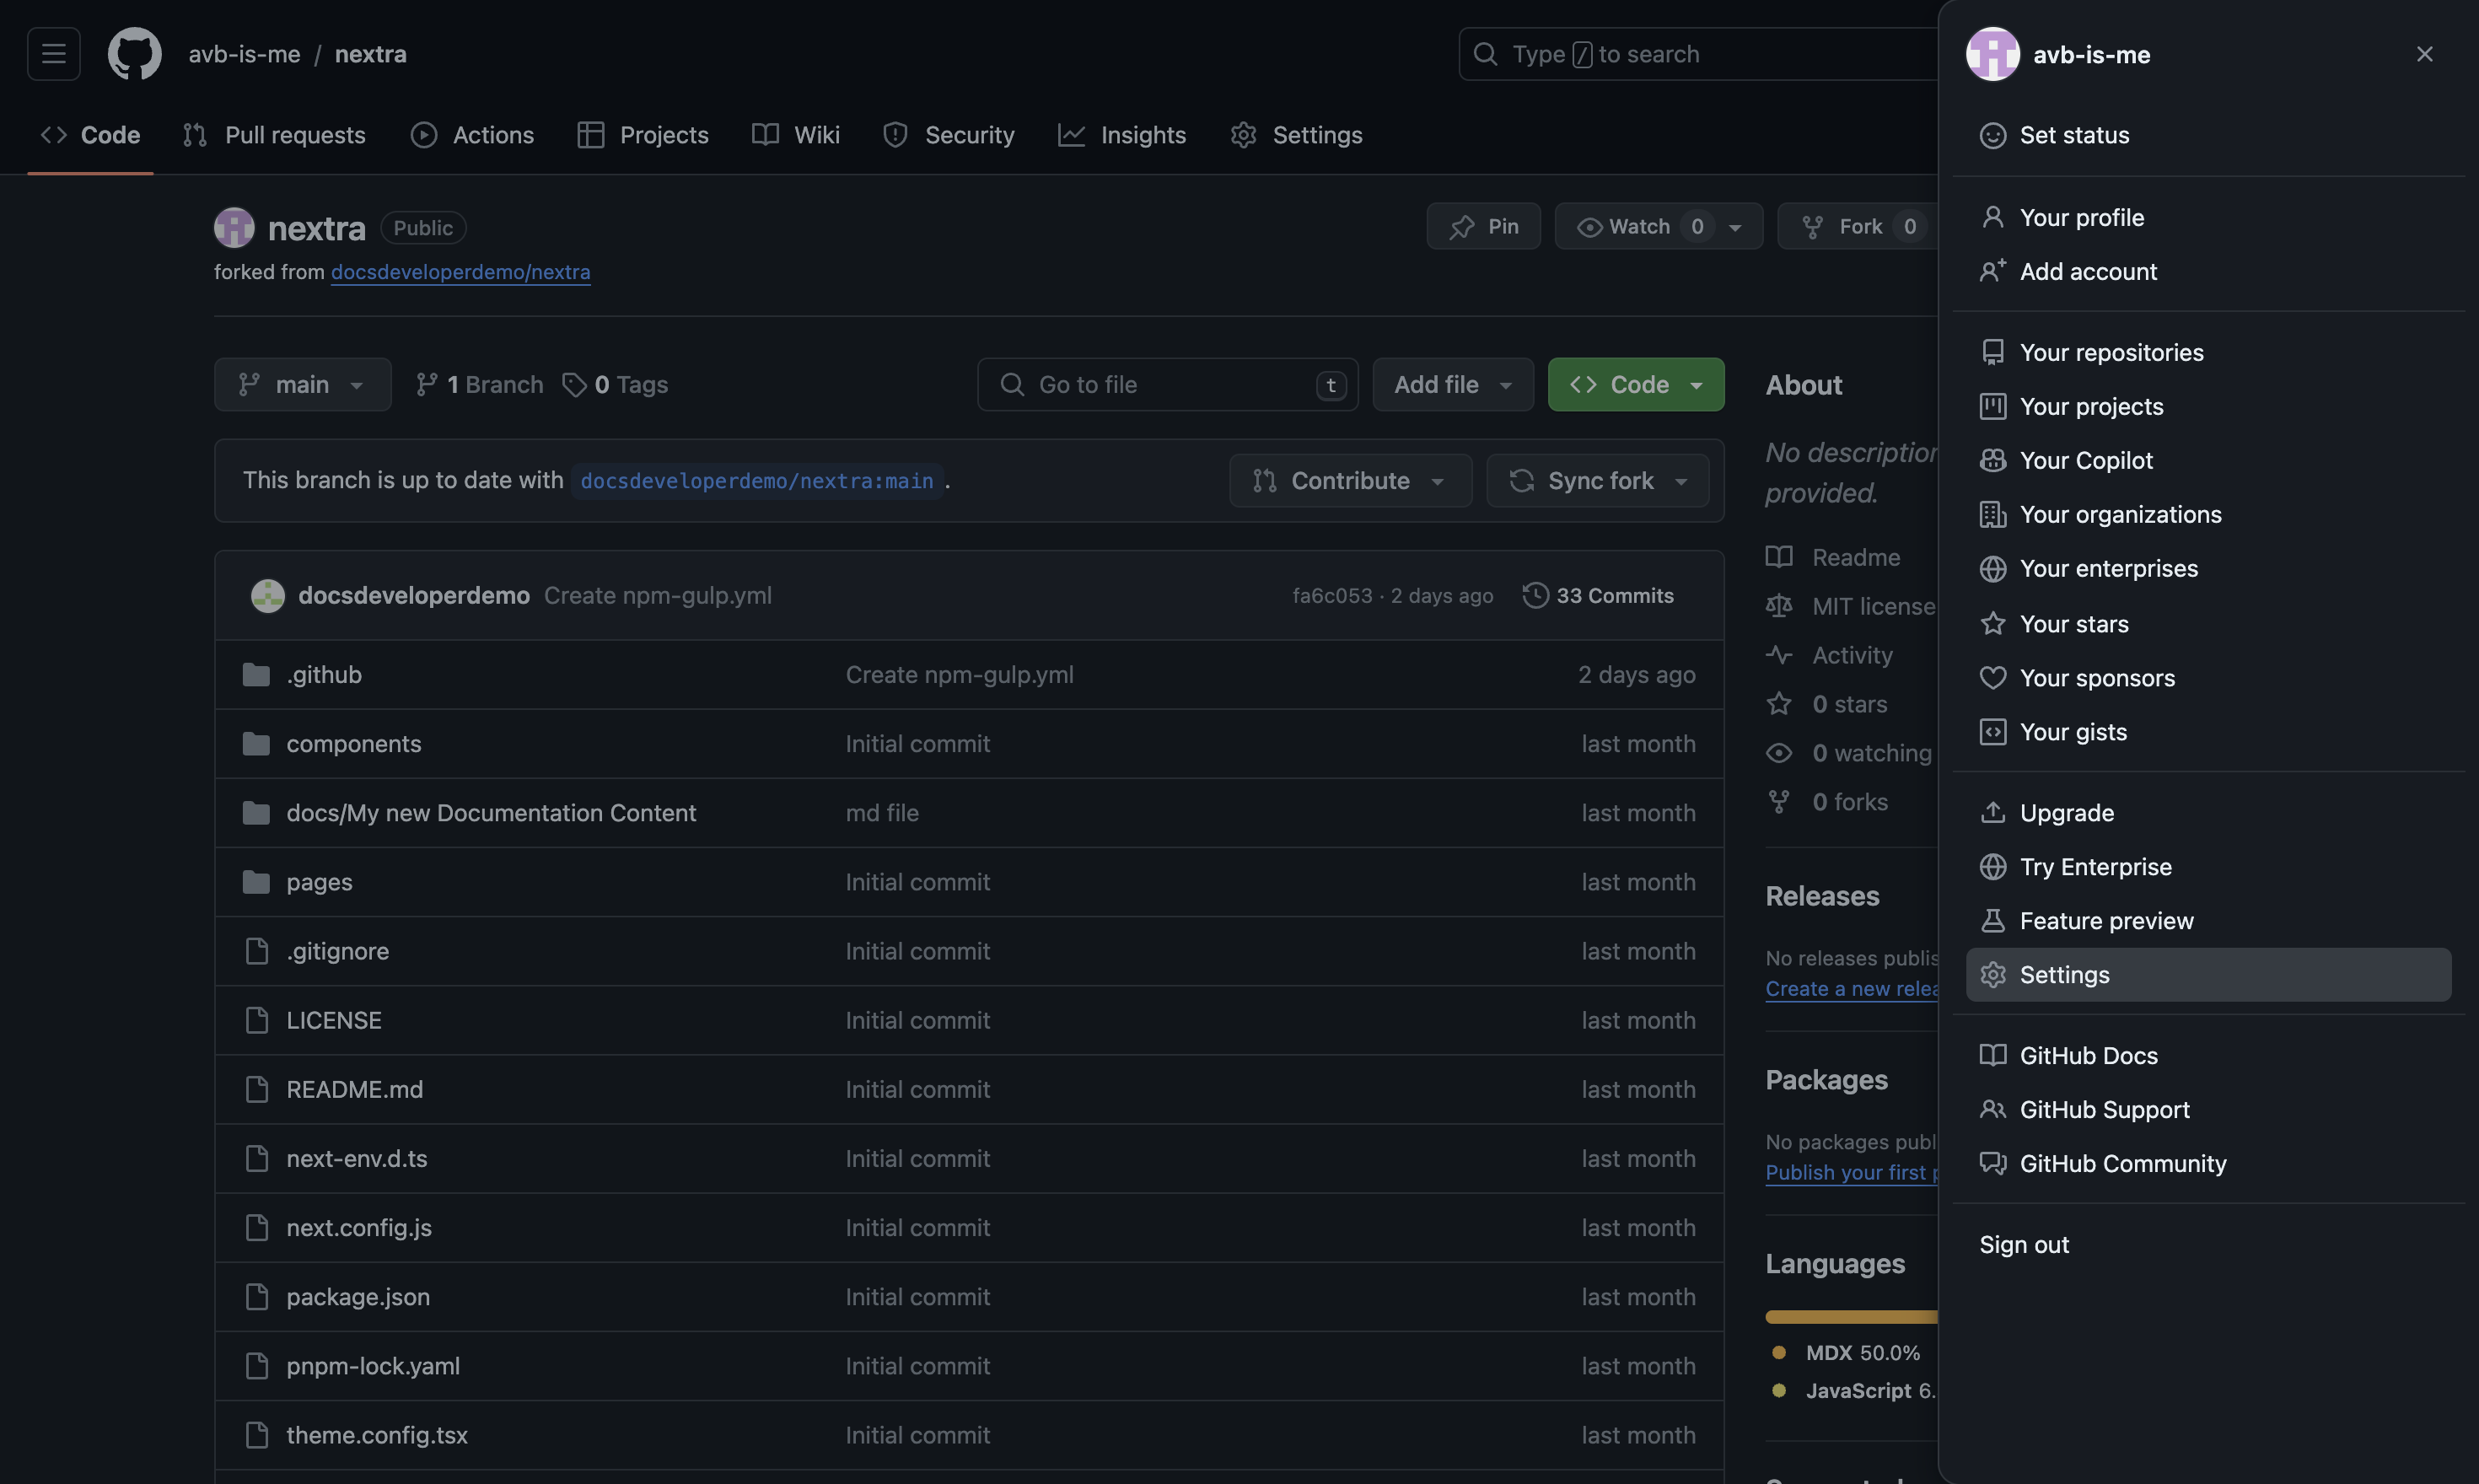 avb-is-me / nextra
Type / to search
Code Pull requests Actions Projects Wiki Security Insights Settings
nextra Public
Pin Watch 0 Fork 0
forked from docsdeveloperdemo/nextra
main 1 Branch 0 Tags
Go to file t Add file Code
This branch is up to date with docsdeveloperdemo/nextra:main .
Contribute Sync fork
docsdeveloperdemo Create npm-gulp.yml fa6c053 · 2 days ago 33 Commits
.github Create npm-gulp.yml 2 days ago
components Initial commit last month
docs/My new Documentation Content md file last month
pages Initial commit last month
.gitignore Initial commit last month
LICENSE Initial commit last month
README.md Initial commit last month
next-env.d.ts Initial commit last month
next.config.js Initial commit last month
package.json Initial commit last month
pnpm-lock.yaml Initial commit last month
theme.config.tsx Initial commit last month
About
No description
provided.
Readme
MIT license
Activity
0 stars
0 watching
0 forks
Releases
No releases publis
Create a new relea
Packages
No packages publ
Publish your first p
Languages
MDX 50.0%
JavaScript 6.
avb-is-me
Set status
Your profile
Add account
Your repositories
Your projects
Your Copilot
Your organizations
Your enterprises
Your stars
Your sponsors
Your gists
Upgrade
Try Enterprise
Feature preview
Settings
GitHub Docs
GitHub Support
GitHub Community
Sign out